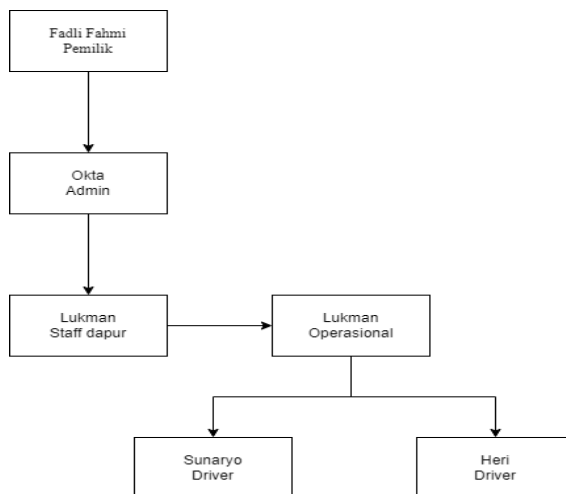 Fadli Fahmi
Pemilik
Okta
Admin
Lukman
Staff dapur
Lukman
Operasional
Sunaryo
Driver
Heri
Driver